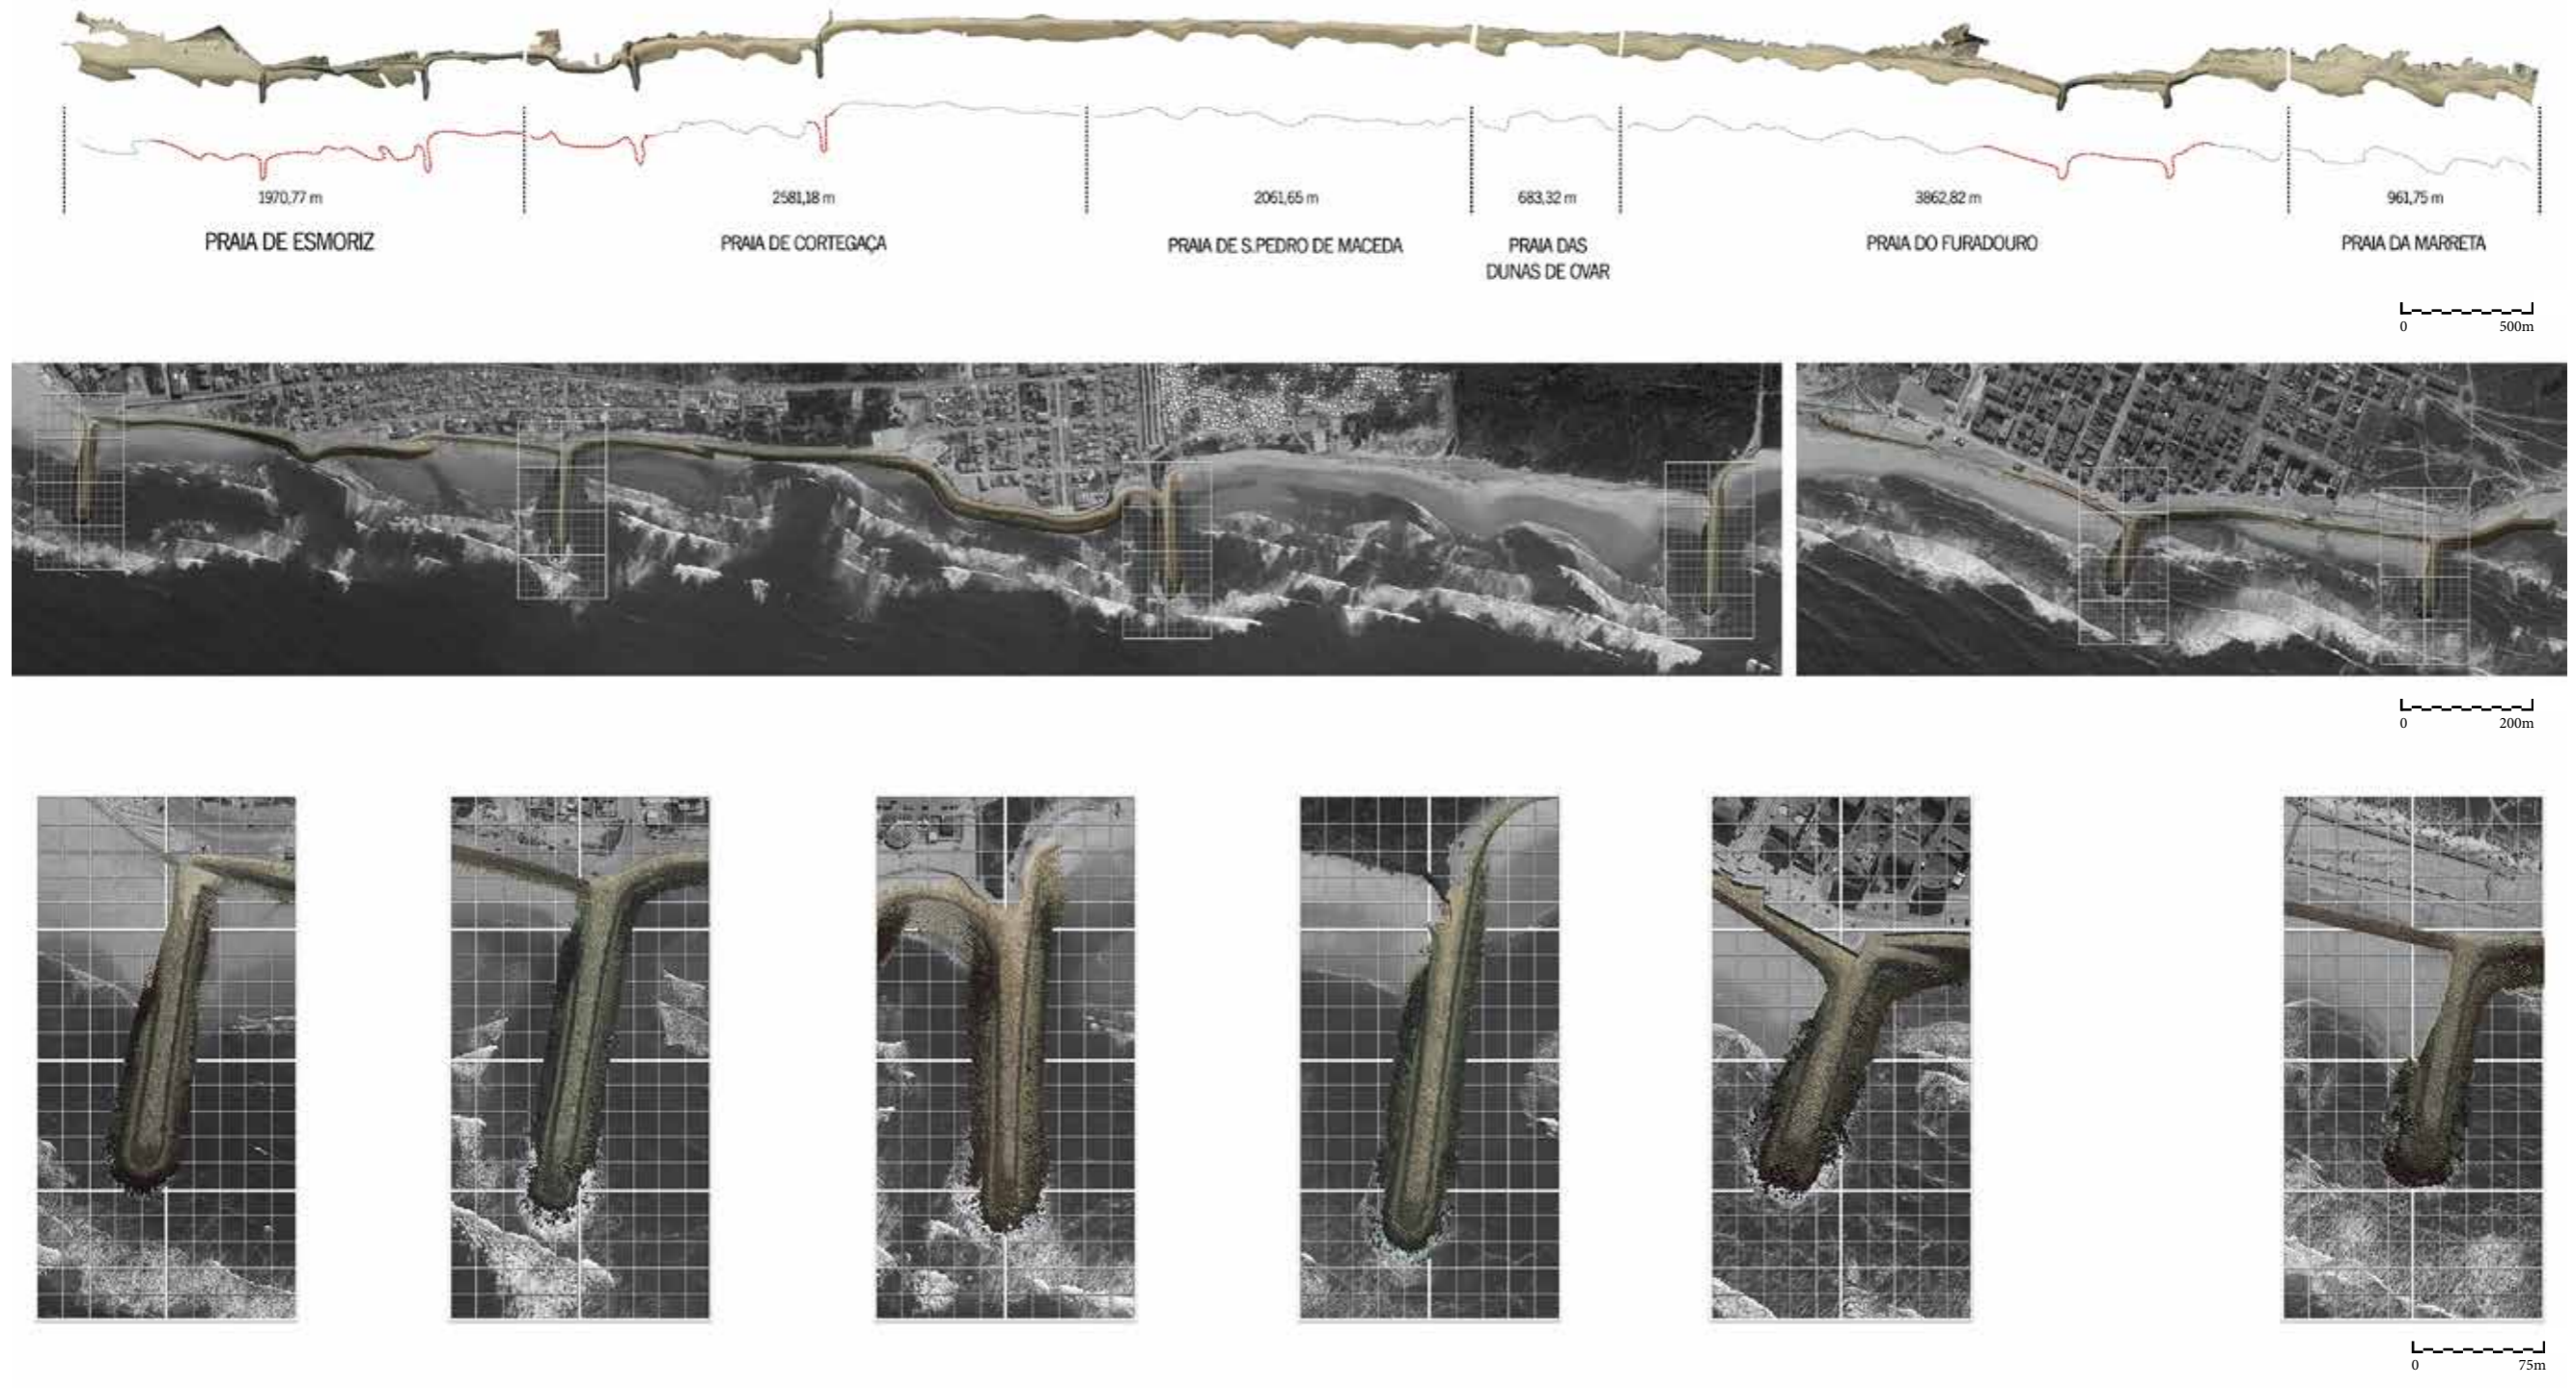 1970,77 m
2581,18 m
2061,65 m
683,32 m
3862,82 m
961,75 m
PRAIA DE ESMORIZ
PRAIA DE CORTEGAÇA
PRAIA DE S.PEDRO DE MACEDA
PRAIA DAS
DUNAS DE OVAR
PRAIA DO FURADOURO
PRAIA DA MARRETA
0 500m
0 200m
0 75m